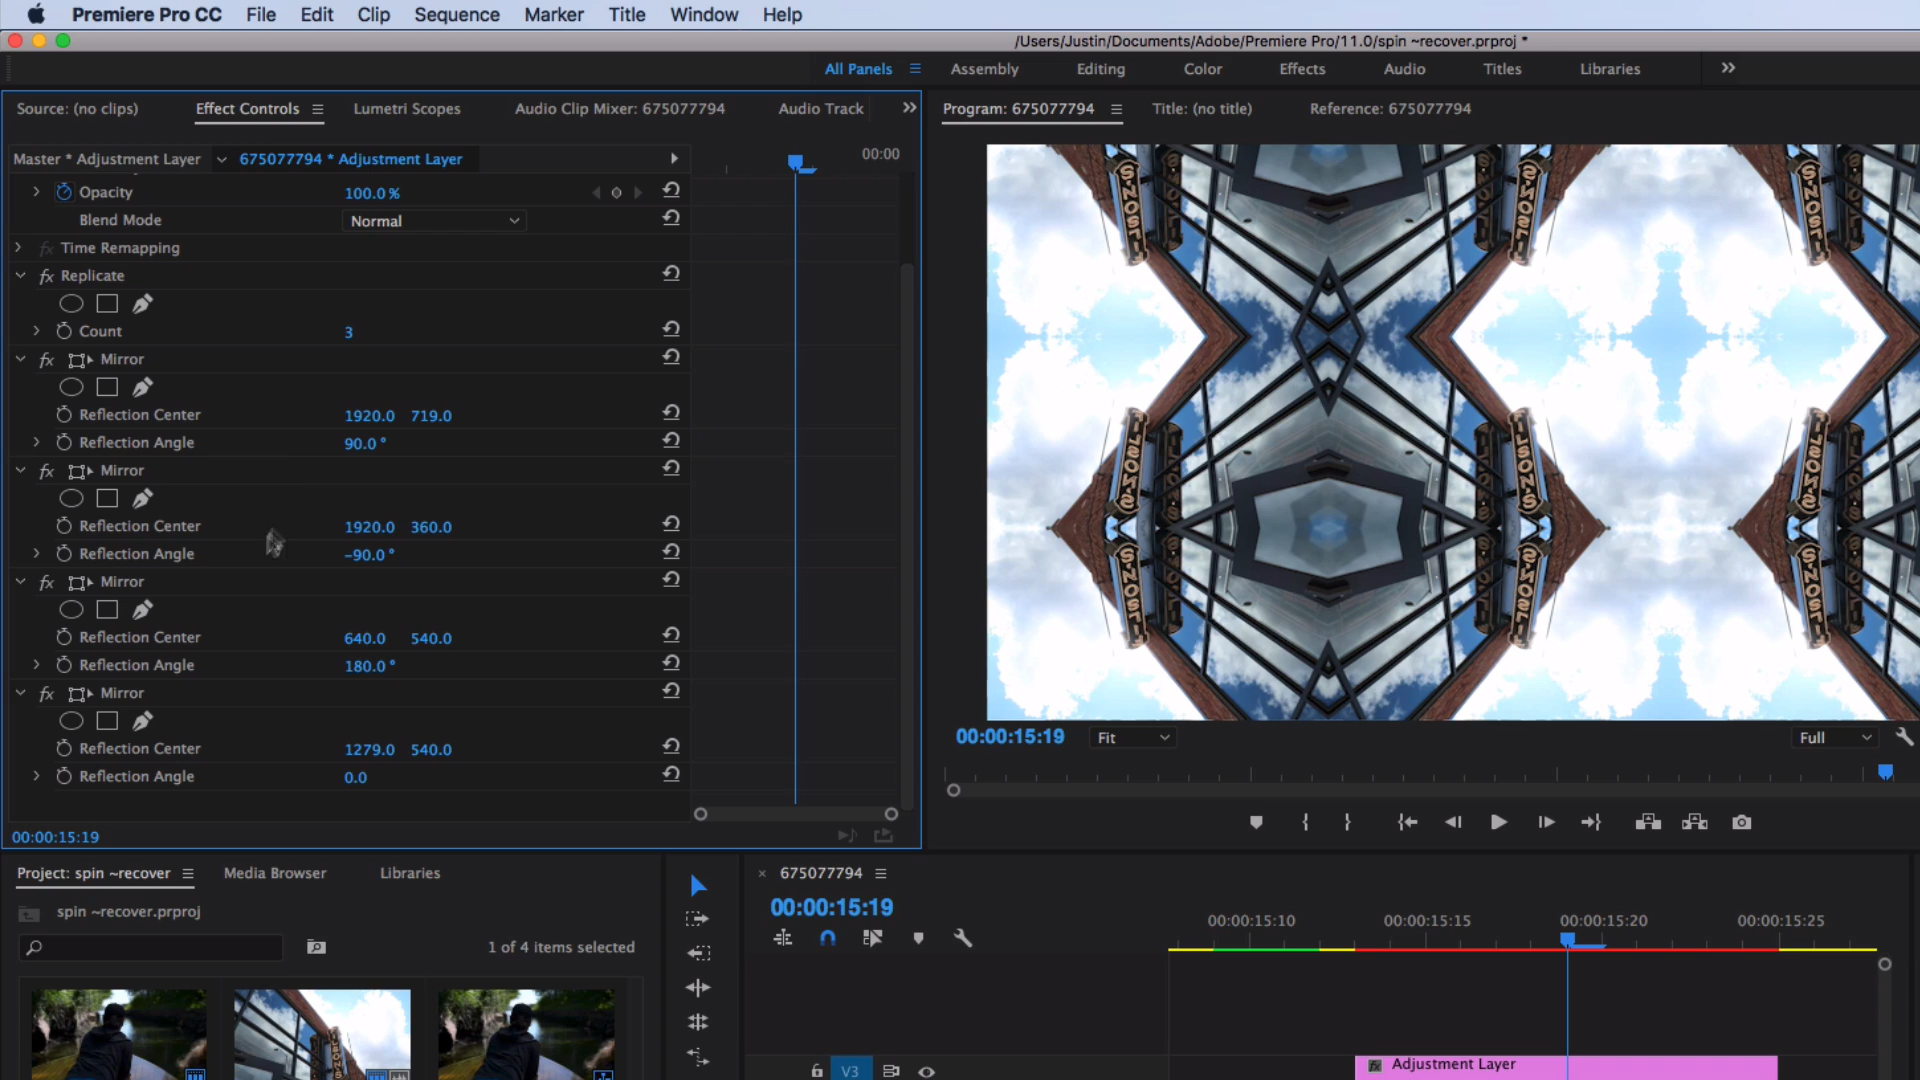 Premiere Pro CC File Edit Clip Sequence Marker Title Window Help
/Users/Justin/Documents/Adobe/Premiere Pro/11.0/spin ~recover.prproj *
All Panels Assembly Editing Color Effects Audio Titles Libraries
Source: (no clips) Effect Controls Lumetri Scopes Audio Clip Mixer: 675077794 Audio Track
Program: 675077794 Title: (no title) Reference: 675077794
Master * Adjustment Layer 675077794 * Adjustment Layer 00:00
Opacity 100.0 %
Blend Mode Normal
fx Time Remapping
fx Replicate
Count 3
fx Mirror
Reflection Center 1920.0 719.0
Reflection Angle 90.0 °
fx Mirror
Reflection Center 1920.0 360.0
Reflection Angle -90.0 °
fx Mirror
Reflection Center 640.0 540.0
Reflection Angle 180.0 °
fx Mirror
Reflection Center 1279.0 540.0
Reflection Angle 0.0
00:00:15:19
00:00:15:19 Fit Full
Project: spin ~recover Media Browser Libraries
spin ~recover.prproj
1 of 4 items selected
× 675077794
00:00:15:19
00:00:15:10 00:00:15:15 00:00:15:20 00:00:15:25
V3
fx Adjustment Layer